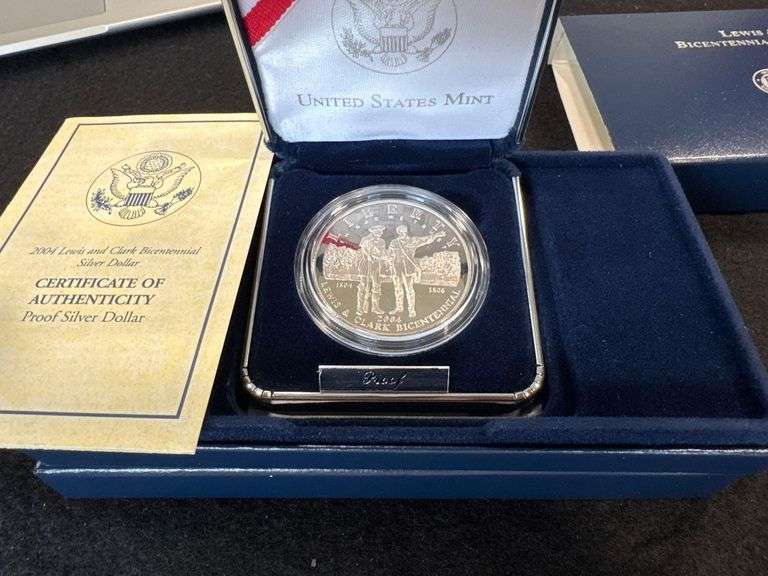 UNITED STATES MINT
LEWIS
BICENTENNIAL
2004 Lewis and Clark Bicentennial
Silver Dollar
CERTIFICATE OF
AUTHENTICITY
Proof Silver Dollar
LIBERTY
1804 1806
LEWIS & CLARK BICENTENNIAL
2004
Proof